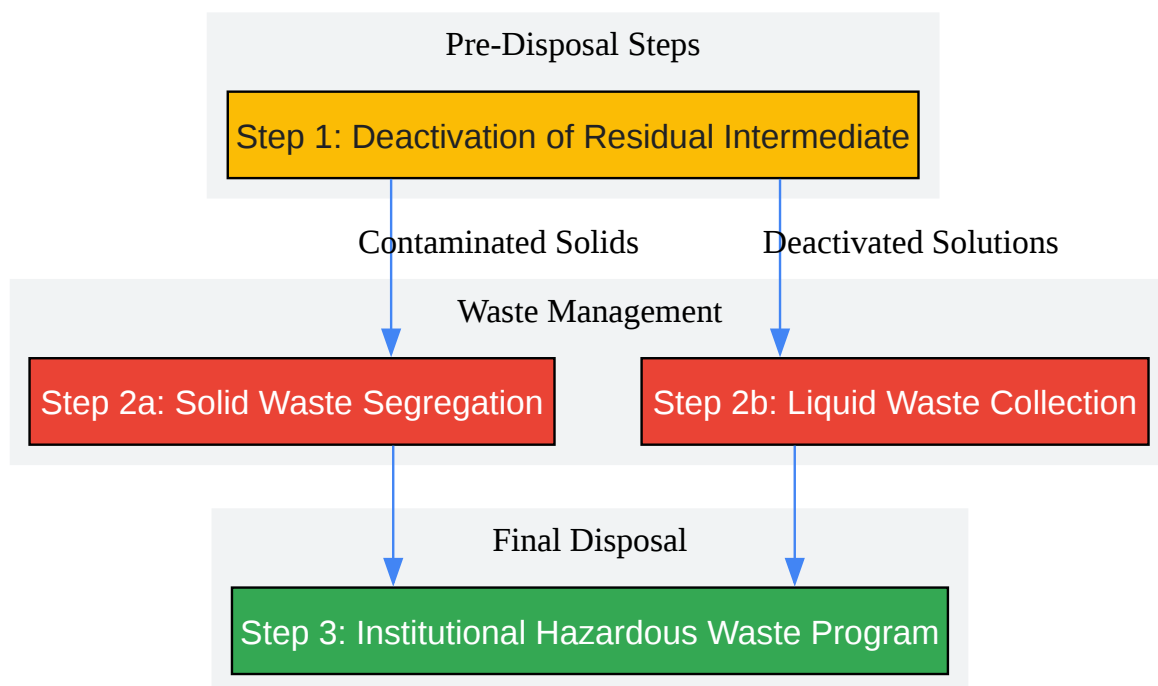 Pre-Disposal Steps
Step 1: Deactivation of Residual Intermediate
Contaminated Solids
Deactivated Solutions
Waste Management
Step 2a: Solid Waste Segregation
Step 2b: Liquid Waste Collection
Final Disposal
Step 3: Institutional Hazardous Waste Program